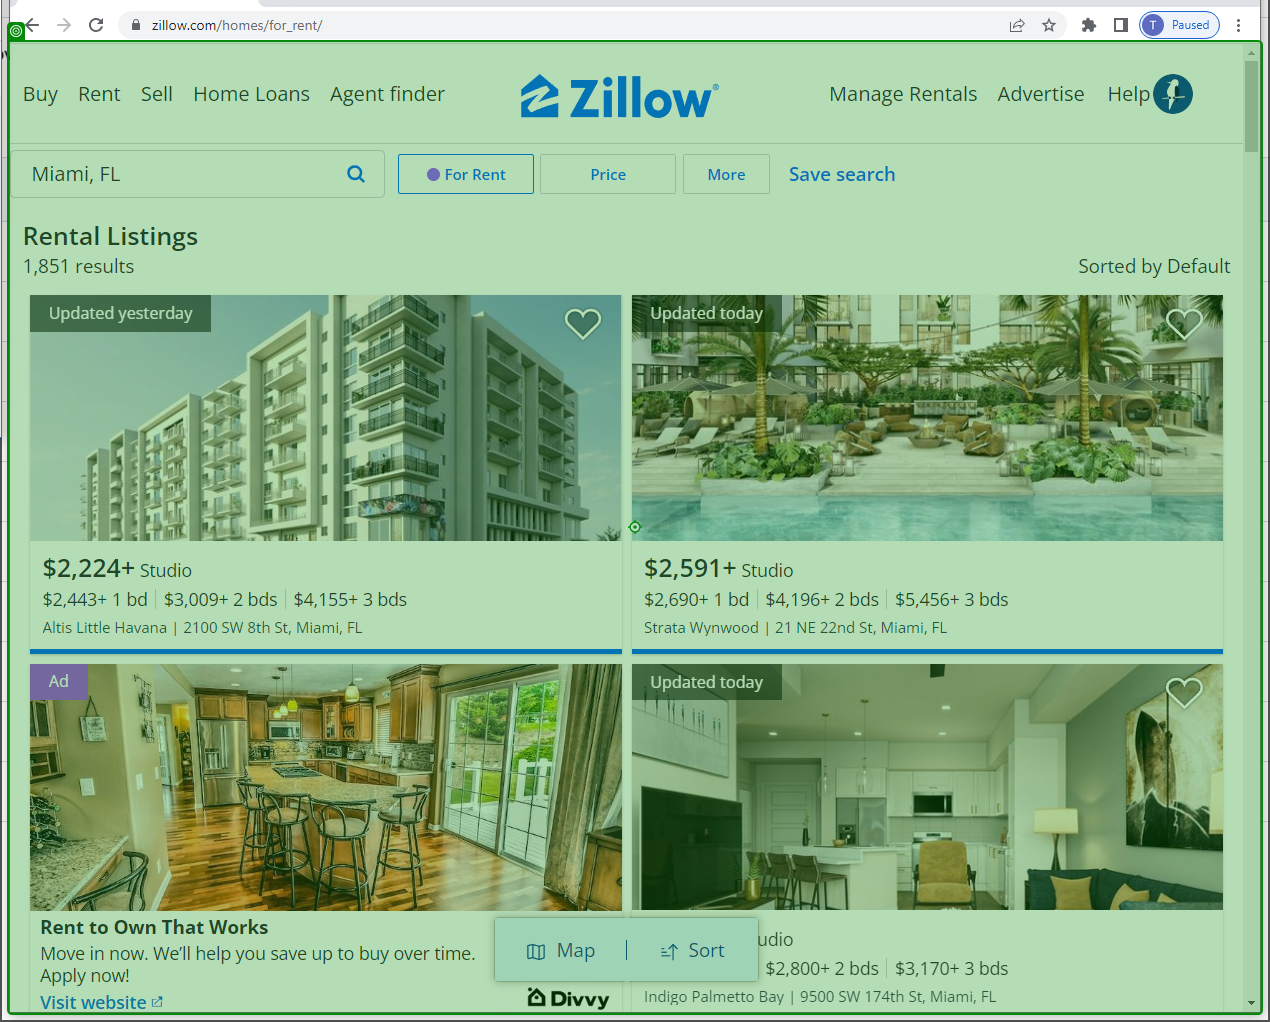 zillow.com/homes/for_rent/
T Paused
Buy Rent Sell Home Loans Agent finder Zillow® Manage Rentals Advertise Help
Miami, FL For Rent Price More Save search
Rental Listings
1,851 results Sorted by Default
Updated yesterday
$2,224+ Studio
$2,443+ 1 bd $3,009+ 2 bds $4,155+ 3 bds
Altis Little Havana | 2100 SW 8th St, Miami, FL
Updated today
$2,591+ Studio
$2,690+ 1 bd $4,196+ 2 bds $5,456+ 3 bds
Strata Wynwood | 21 NE 22nd St, Miami, FL
Ad
Rent to Own That Works
Move in now. We'll help you save up to buy over time.
Apply now!
Visit website
Divvy
Updated today
$2,800+ 2 bds $3,170+ 3 bds
Indigo Palmetto Bay | 9500 SW 174th St, Miami, FL
Map Sort